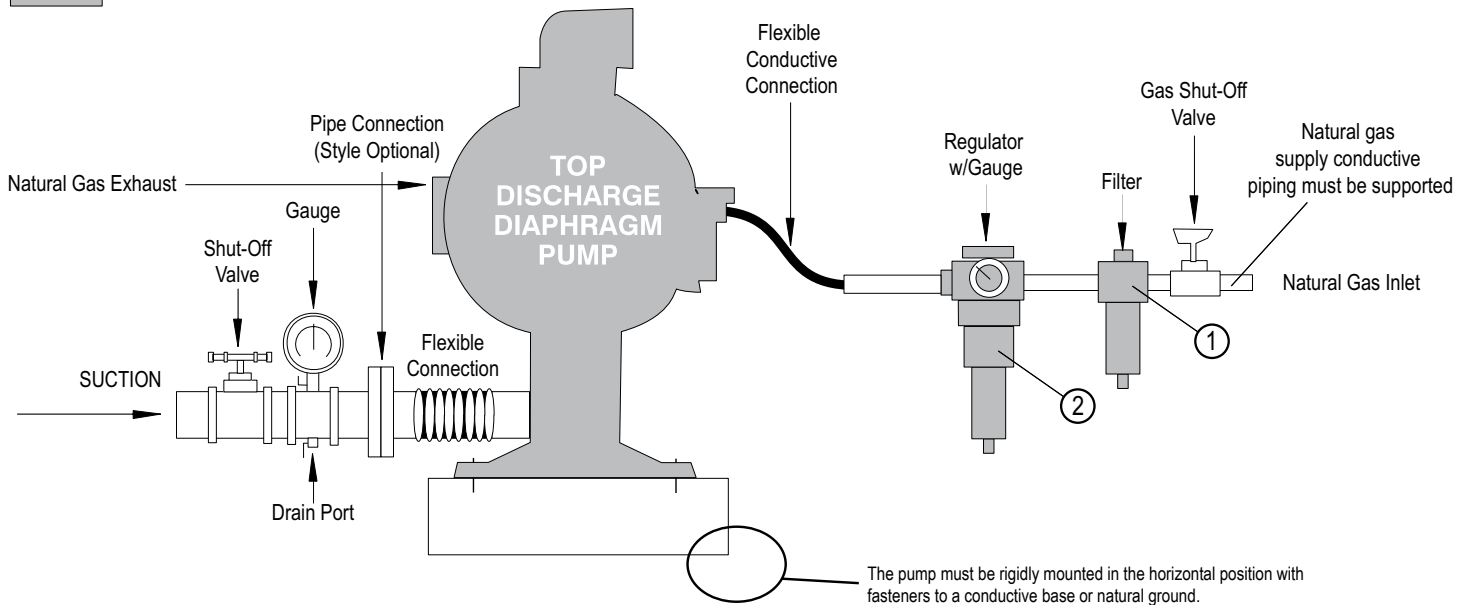 Flexible
Conductive
Connection
Gas Shut-Off
Valve
Pipe Connection
(Style Optional)
Natural gas
supply conductive
piping must be supported
Regulator
w/Gauge
TOP
DISCHARGE
DIAPHRAGM
PUMP
Natural Gas Exhaust
Filter
Gauge
Shut-Off
Valve
Natural Gas Inlet
1
Flexible
Connection
SUCTION
2
Drain Port
The pump must be rigidly mounted in the horizontal position with
fasteners to a conductive base or natural ground.